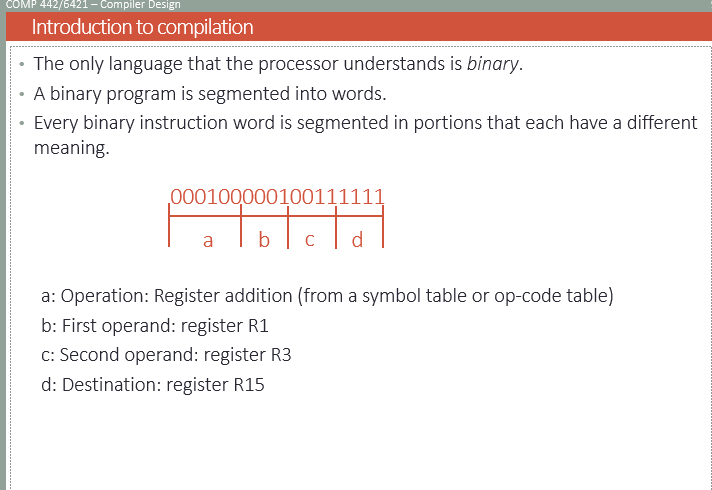 COMP 442/6421 – Compiler Design
Introduction to compilation
• The only language that the processor understands is binary.
• A binary program is segmented into words.
• Every binary instruction word is segmented in portions that each have a different
meaning.
000100000100111111
a b c d
a: Operation: Register addition (from a symbol table or op-code table)
b: First operand: register R1
c: Second operand: register R3
d: Destination: register R15